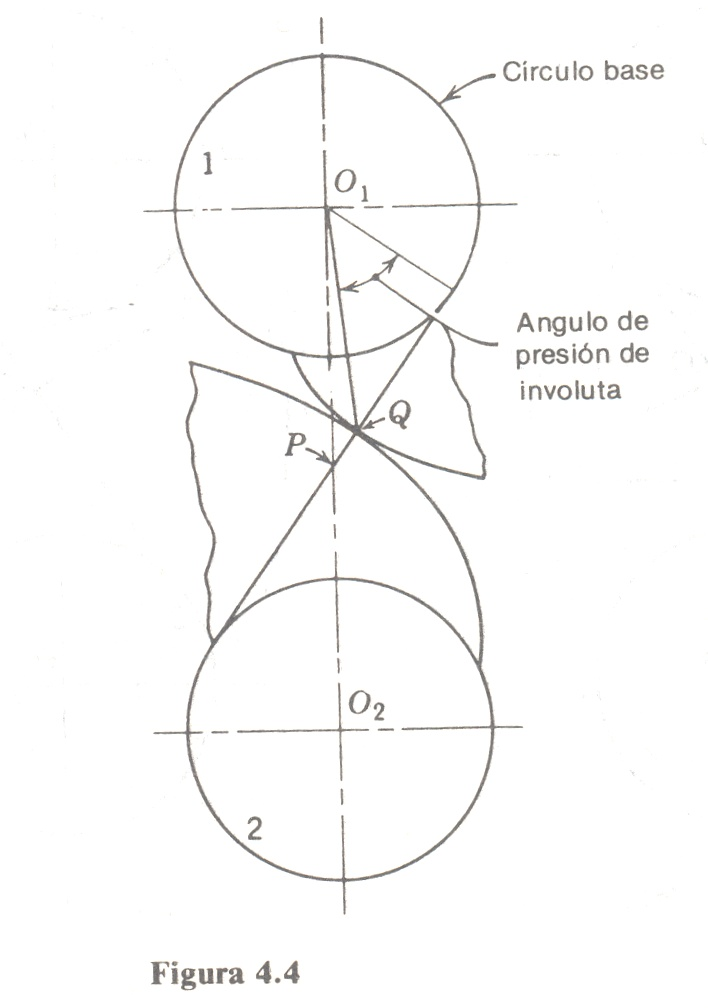 Círculo base
1
O₁
Angulo de
presión de
involuta
Q
P
O₂
2
Figura 4.4